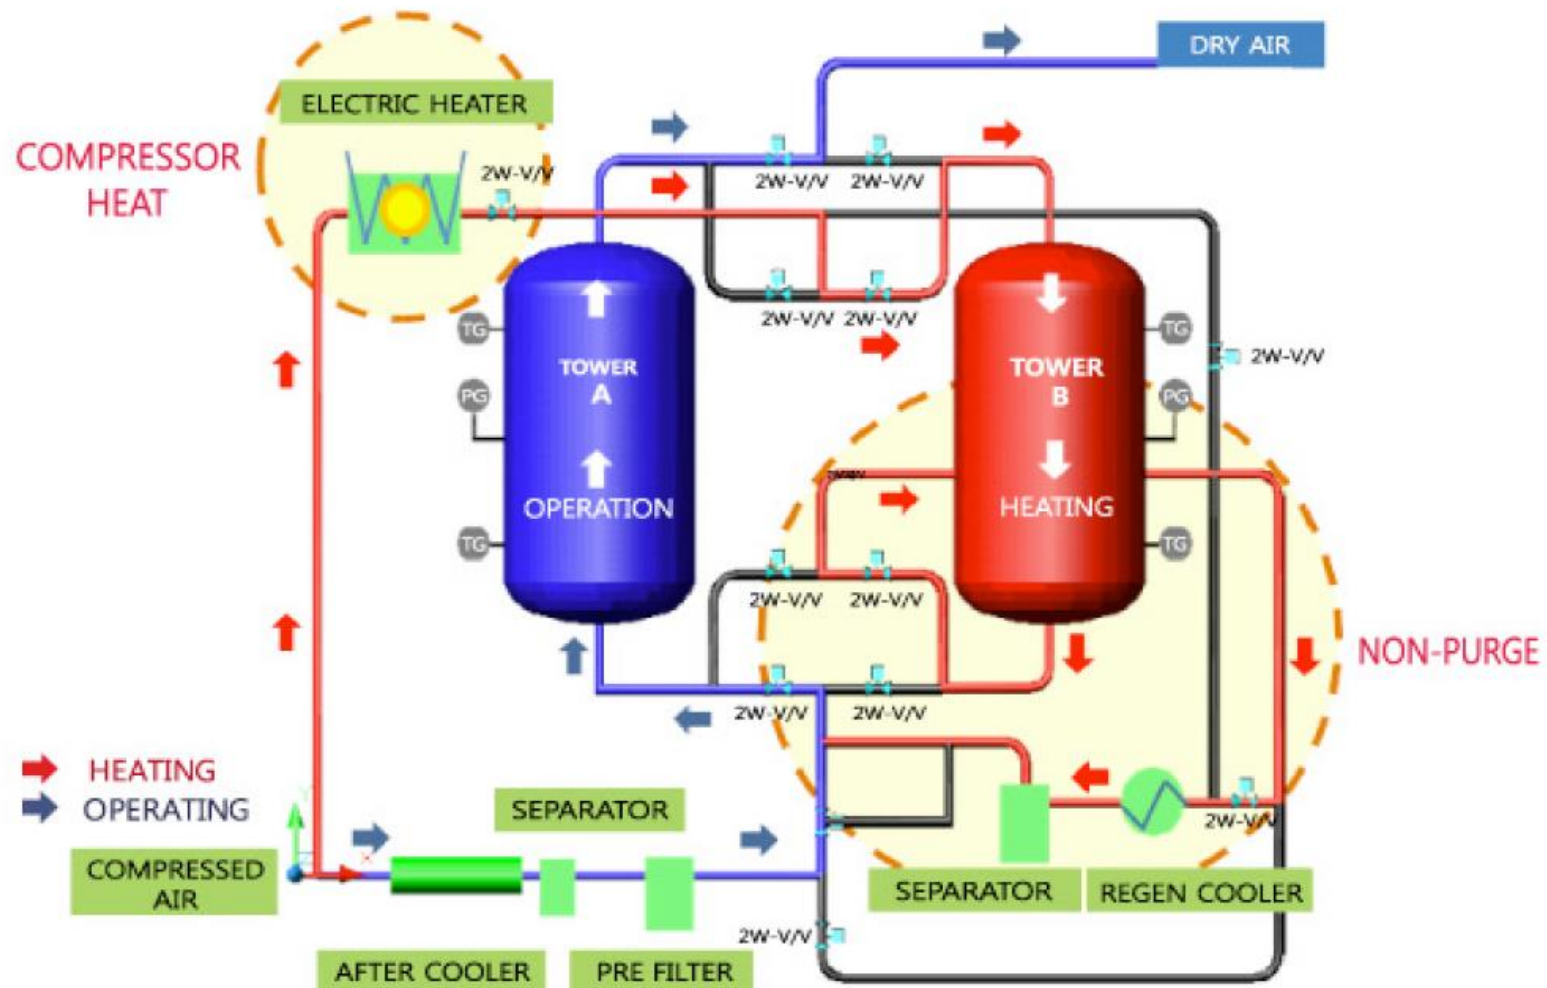 DRY AIR
ELECTRIC HEATER
COMPRESSOR
HEAT
2W-V/V
2W-V/V
2W-V/V
2W-V/V
2W-V/V
TG
TG
2W-V/V
TOWER
A
TOWER
B
PG
PG
OPERATION
HEATING
TG
TG
2W-V/V
2W-V/V
NON-PURGE
2W-V/V
2W-V/V
HEATING
OPERATING
SEPARATOR
2W-V/V
COMPRESSED
AIR
SEPARATOR
REGEN COOLER
2W-V/V
AFTER COOLER
PRE FILTER